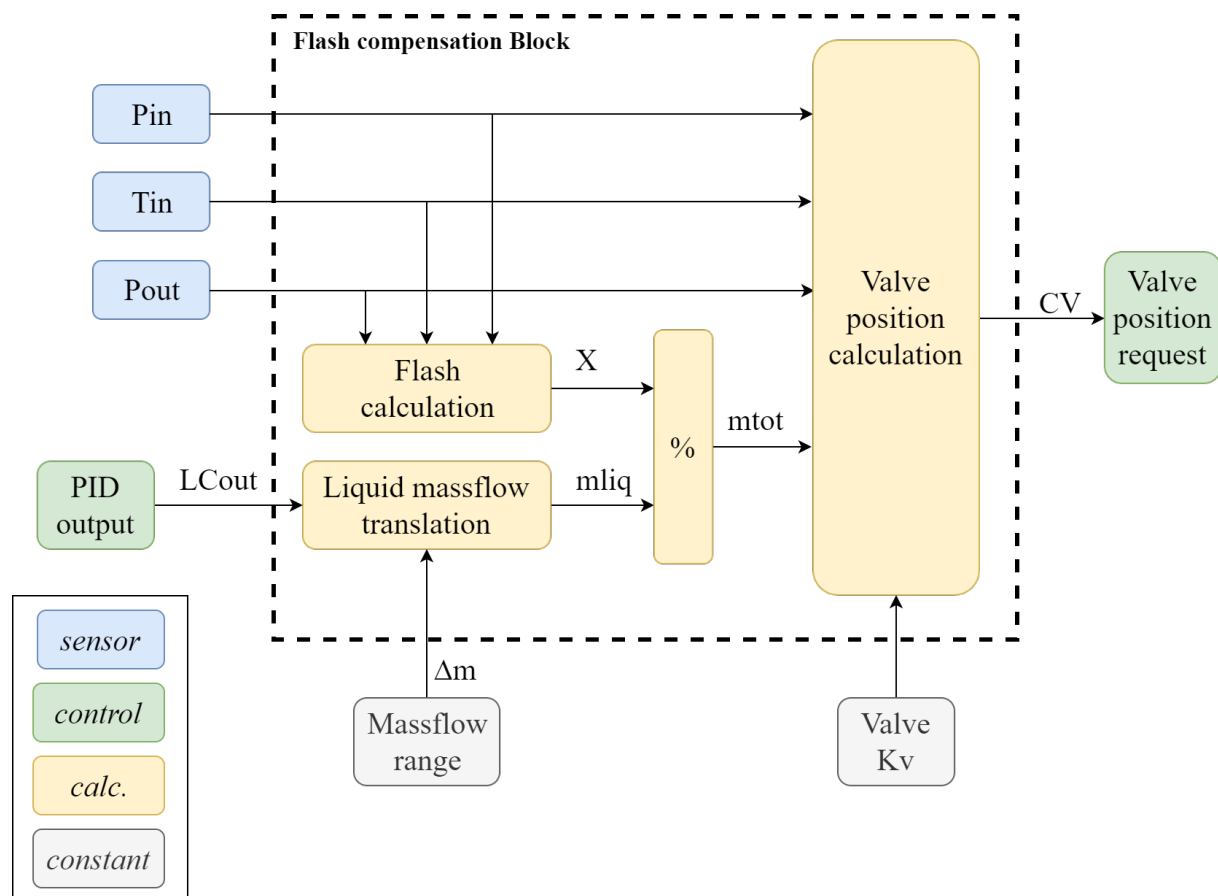 Flash compensation Block
Pin
Tin
Pout
Flash
calculation
X
%
mtot
Valve
position
calculation
CV
Valve
position
request
PID
output
LCout
Liquid massflow
translation
mliq
Δm
Massflow
range
Valve
Kv
sensor
control
calc.
constant